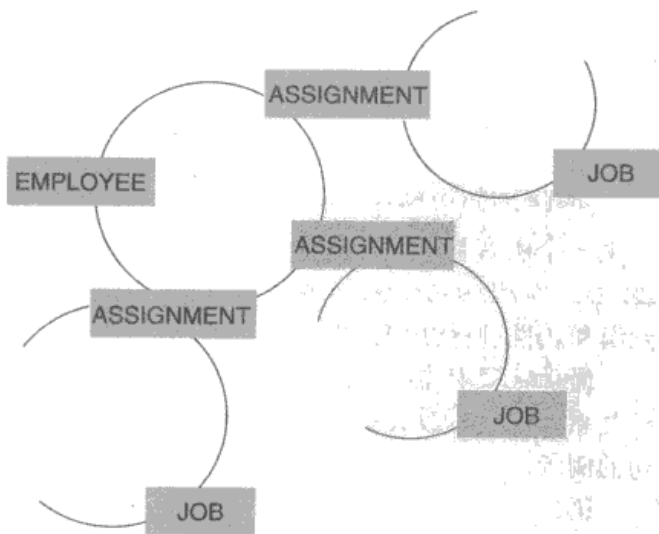 ASSIGNMENT
JOB
EMPLOYEE
ASSIGNMENT
ASSIGNMENT
JOB
JOB